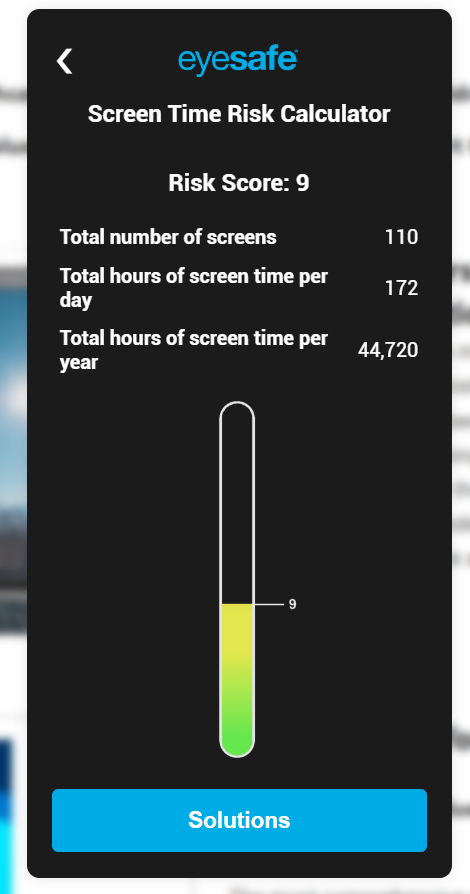 eyesafe
Screen Time Risk Calculator
Risk Score: 9
Total number of screens 110
Total hours of screen time per
day 172
Total hours of screen time per
year 44,720
9
Solutions